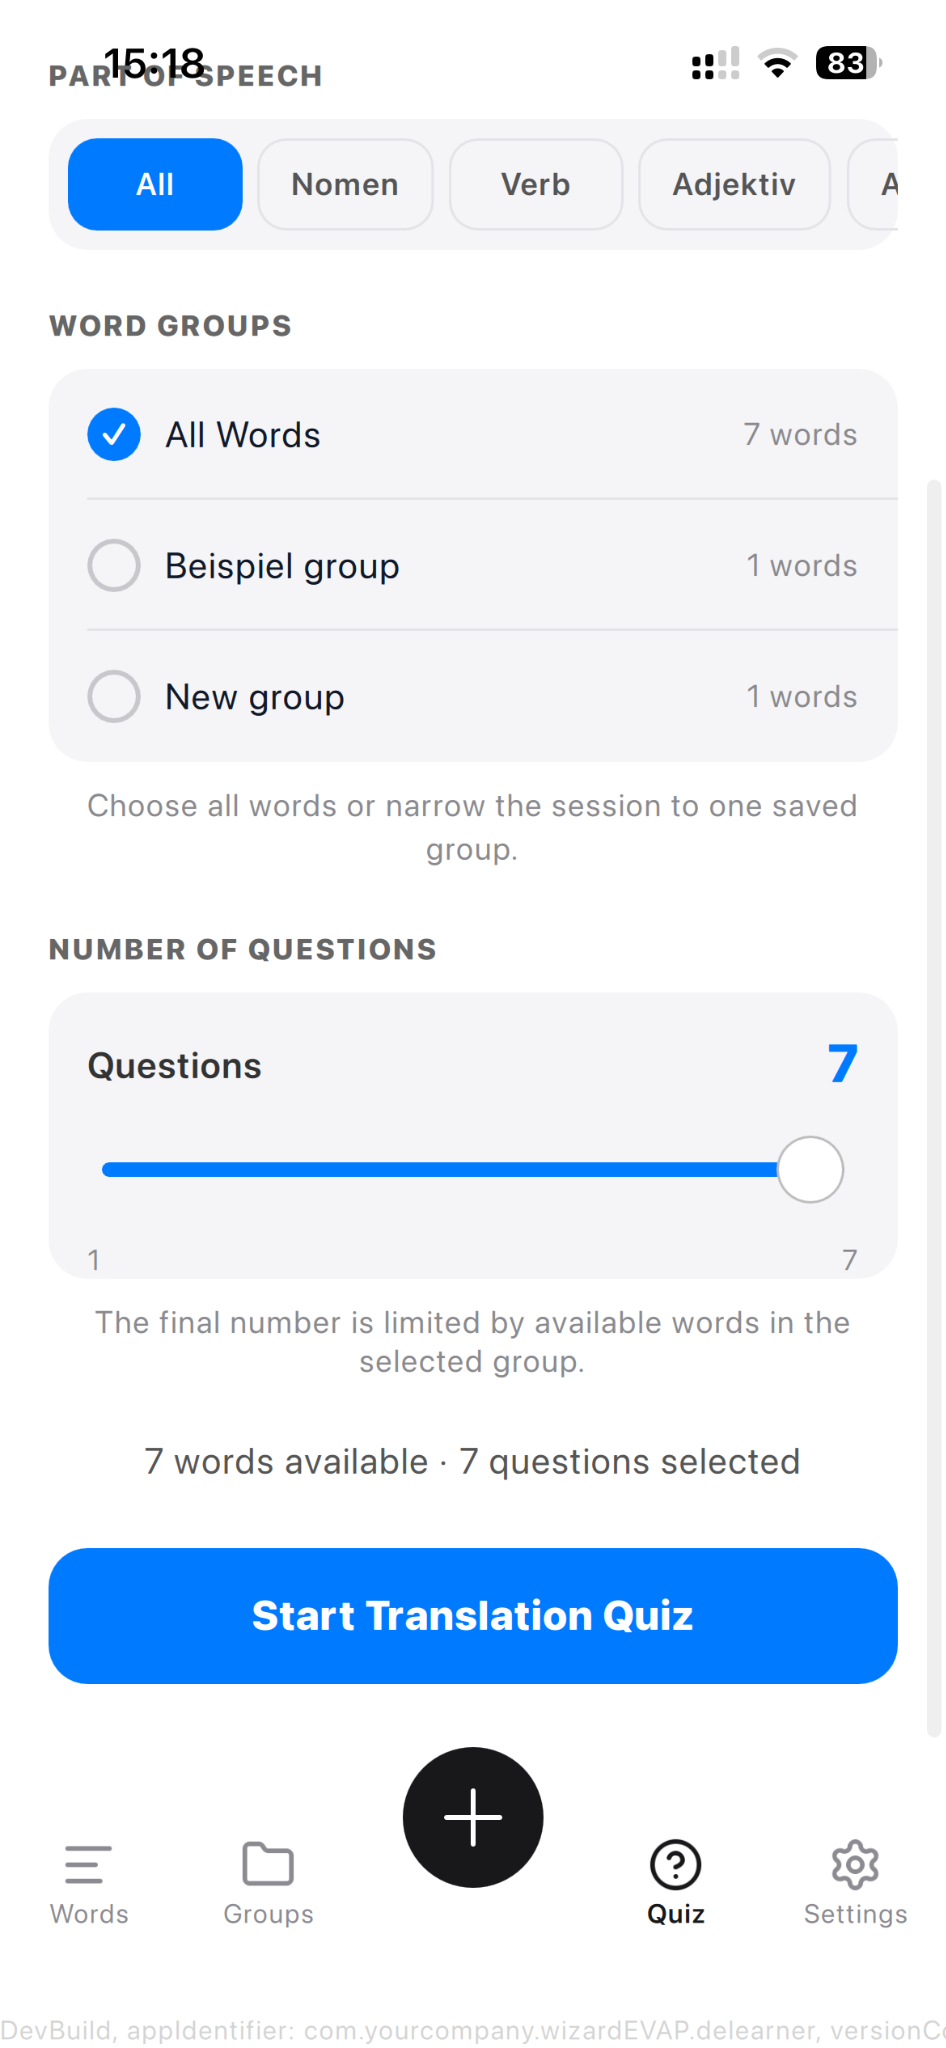 15:18
83
PART OF SPEECH
All Nomen Verb Adjektiv A
WORD GROUPS
All Words 7 words
Beispiel group 1 words
New group 1 words
Choose all words or narrow the session to one saved
group.
NUMBER OF QUESTIONS
Questions 7
1 7
The final number is limited by available words in the
selected group.
7 words available · 7 questions selected
Start Translation Quiz
Words Groups Quiz Settings
DevBuild, appIdentifier: com.yourcompany.wizardEVAP.delearner, versionCo